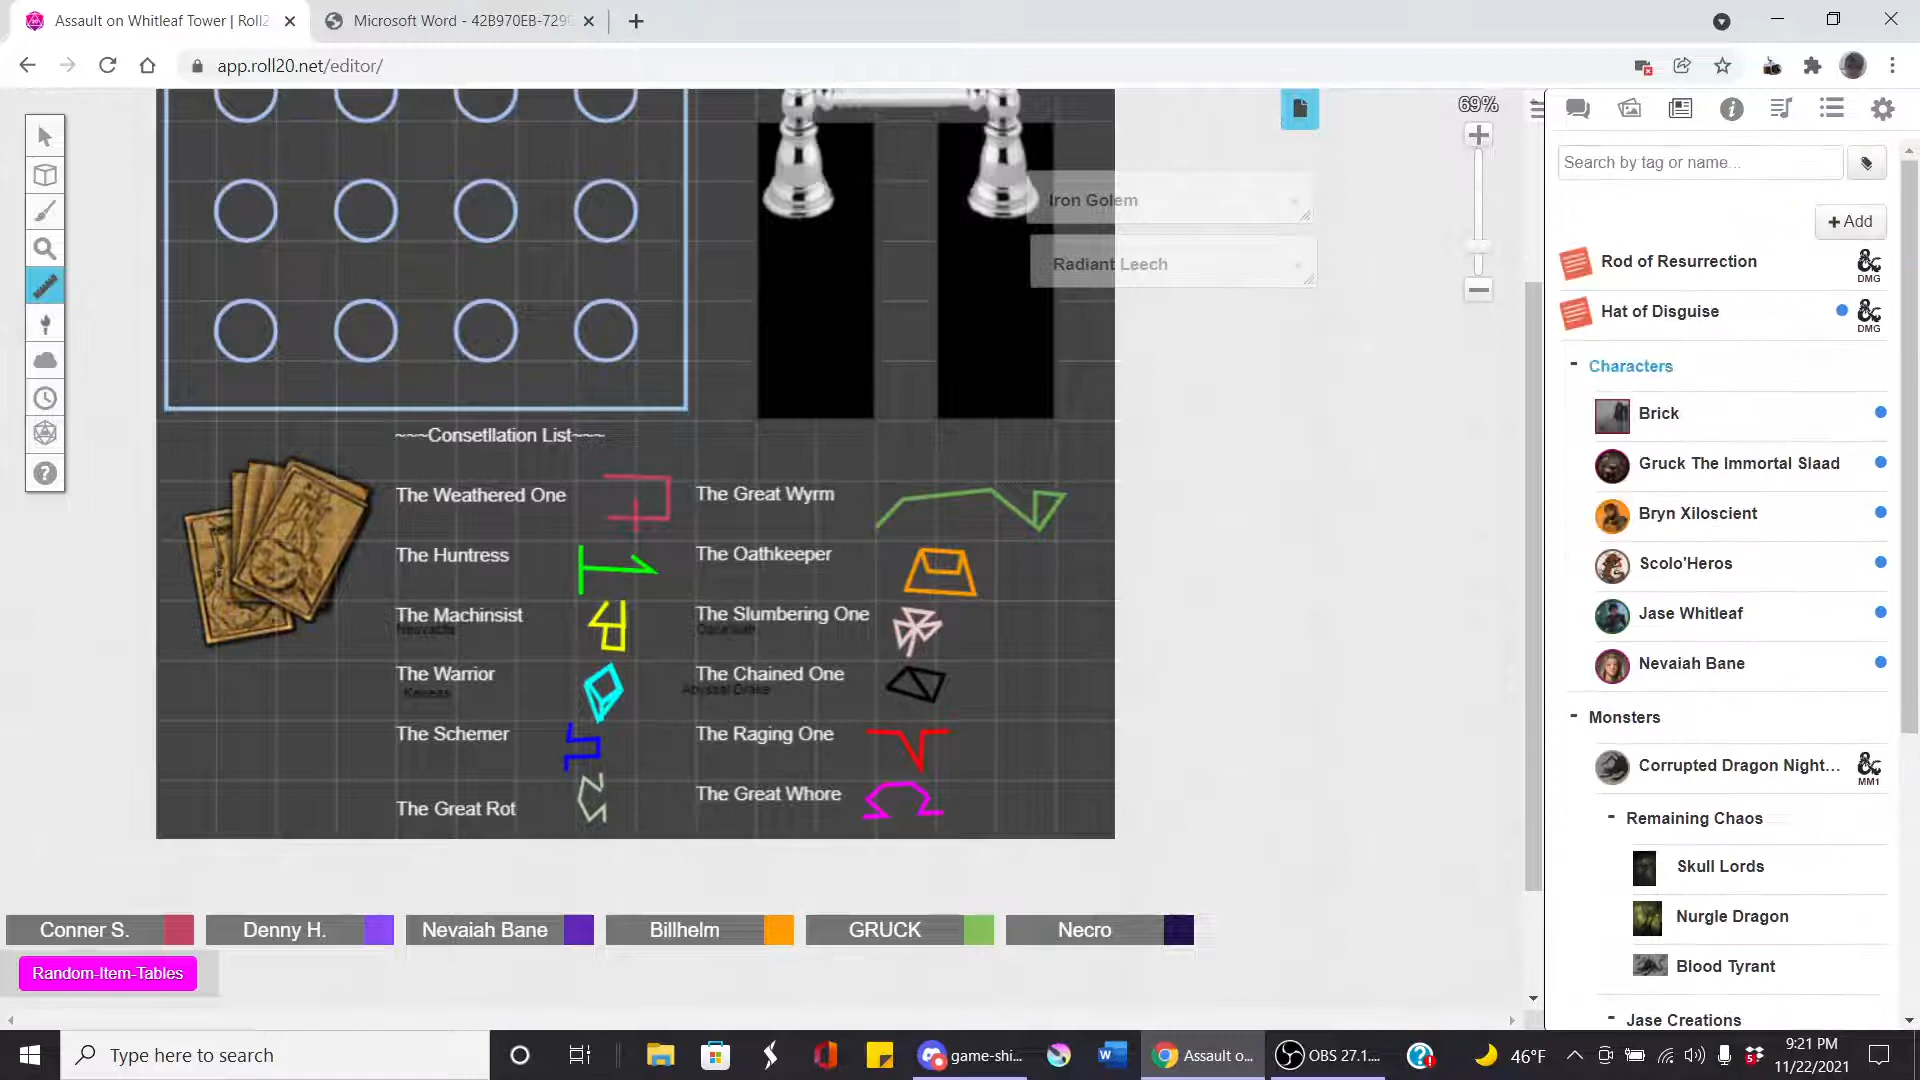 Assault on Whitleaf Tower | Roll2
Microsoft Word - 42B970EB-729
app.roll20.net/editor/
69%
Search by tag or name...
+ Add
Iron Golem
Radiant Leech
Rod of Resurrection
DMG
Hat of Disguise
DMG
- Characters
Brick
Gruck The Immortal Slaad
Bryn Xiloscient
Scolo'Heros
Jase Whitleaf
Nevaiah Bane
- Monsters
Corrupted Dragon Night...
MM1
- Remaining Chaos
Skull Lords
Nurgle Dragon
Blood Tyrant
- Jase Creations
~~~Consetllation List~~~
The Weathered One
The Great Wyrm
The Huntress
The Oathkeeper
The Machinsist
The Slumbering One
The Warrior
The Chained One
Abyssal Drake
The Schemer
The Raging One
The Great Rot
The Great Whore
Conner S.
Denny H.
Nevaiah Bane
Billhelm
GRUCK
Necro
Random-Item-Tables
Type here to search
game-shi...
Assault o...
OBS 27.1....
46°F
9:21 PM
11/22/2021